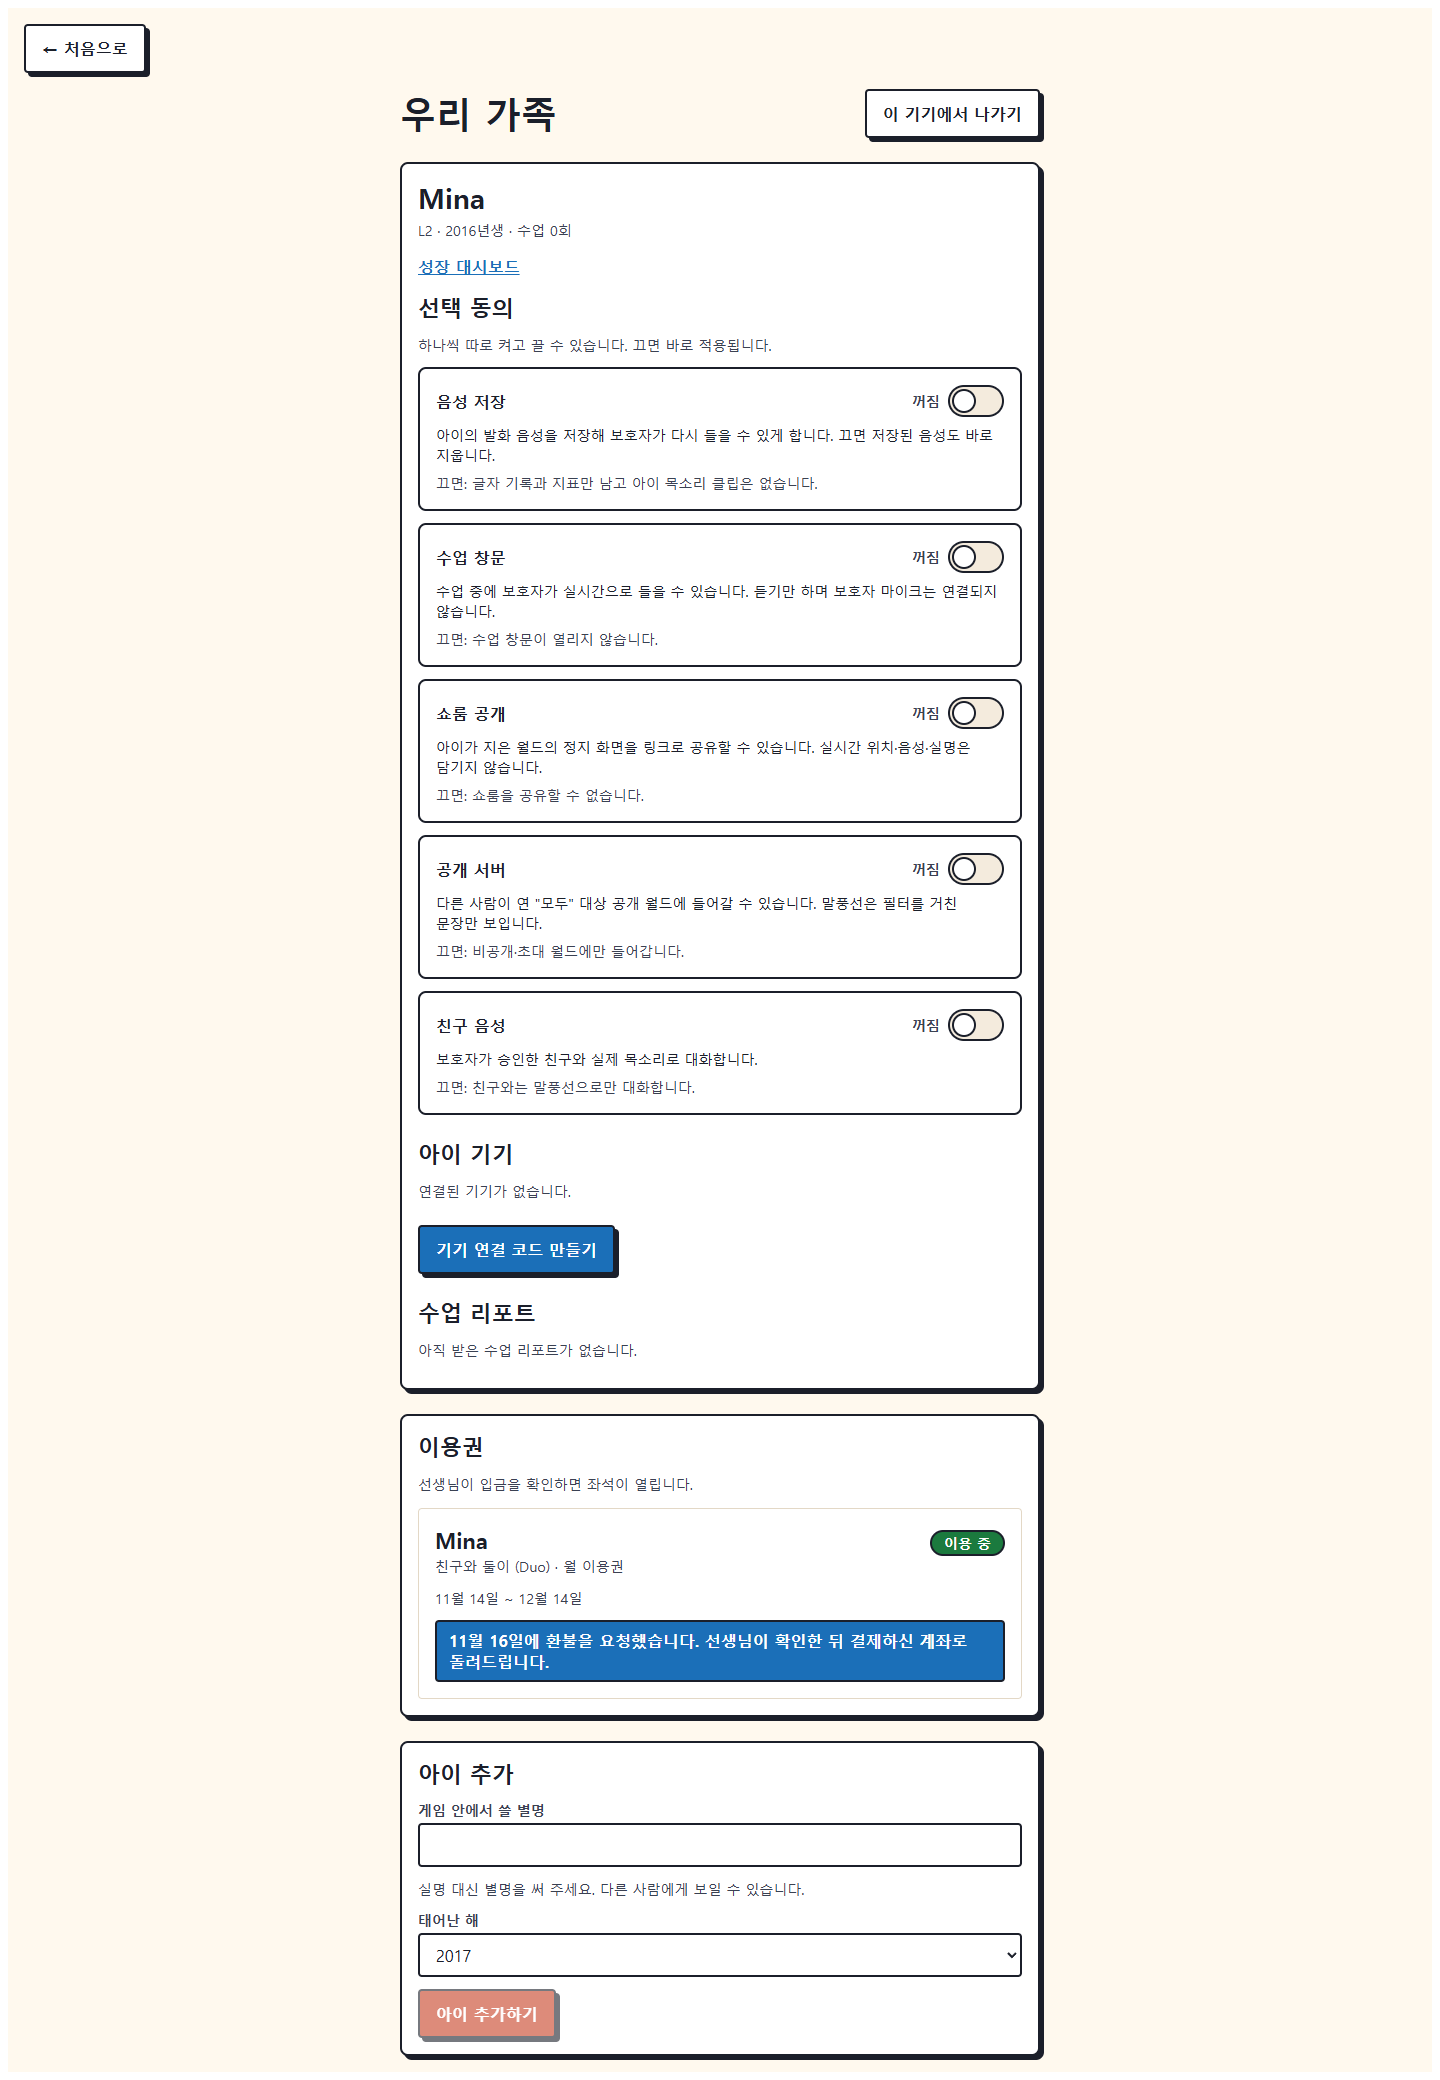 ← 처음으로
우리 가족
이 기기에서 나가기
Mina
L2 · 2016년생 · 수업 0회
성장 대시보드
선택 동의
하나씩 따로 켜고 끌 수 있습니다. 끄면 바로 적용됩니다.
음성 저장
꺼짐
아이의 발화 음성을 저장해 보호자가 다시 들을 수 있게 합니다. 끄면 저장된 음성도 바로
지웁니다.
끄면: 글자 기록과 지표만 남고 아이 목소리 클립은 없습니다.
수업 창문
꺼짐
수업 중에 보호자가 실시간으로 들을 수 있습니다. 듣기만 하며 보호자 마이크는 연결되지
않습니다.
끄면: 수업 창문이 열리지 않습니다.
쇼룸 공개
꺼짐
아이가 지은 월드의 정지 화면을 링크로 공유할 수 있습니다. 실시간 위치·음성·실명은
담기지 않습니다.
끄면: 쇼룸을 공유할 수 없습니다.
공개 서버
꺼짐
다른 사람이 연 "모두" 대상 공개 월드에 들어갈 수 있습니다. 말풍선은 필터를 거친
문장만 보입니다.
끄면: 비공개·초대 월드에만 들어갑니다.
친구 음성
꺼짐
보호자가 승인한 친구와 실제 목소리로 대화합니다.
끄면: 친구와는 말풍선으로만 대화합니다.
아이 기기
연결된 기기가 없습니다.
기기 연결 코드 만들기
수업 리포트
아직 받은 수업 리포트가 없습니다.
이용권
선생님이 입금을 확인하면 좌석이 열립니다.
Mina
이용 중
친구와 둘이 (Duo) · 월 이용권
11월 14일 ~ 12월 14일
11월 16일에 환불을 요청했습니다. 선생님이 확인한 뒤 결제하신 계좌로
돌려드립니다.
아이 추가
게임 안에서 쓸 별명
실명 대신 별명을 써 주세요. 다른 사람에게 보일 수 있습니다.
태어난 해
2017
아이 추가하기